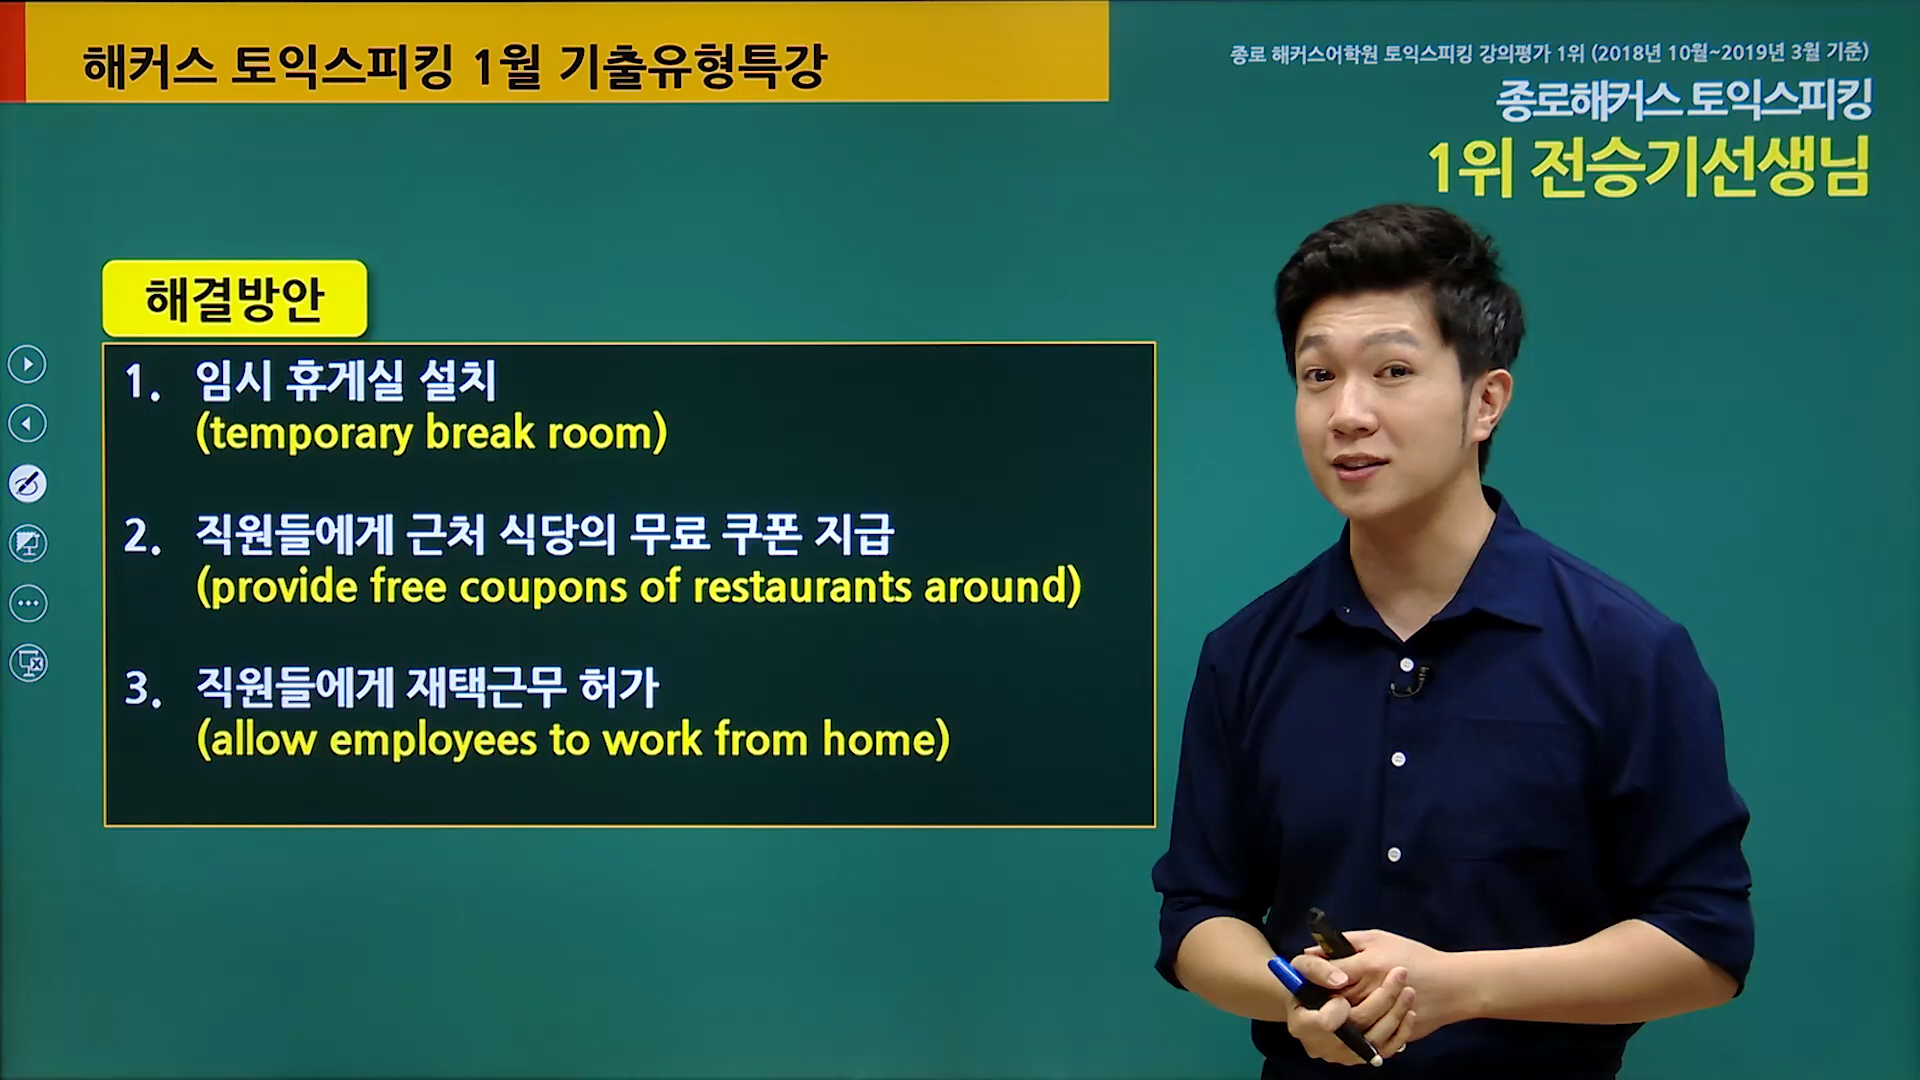 해커스 토익스피킹 1월 기출유형특강
종로 해커스어학원 토익스피킹 강의평가 1위 (2018년 10월~2019년 3월 기준)
종로해커스 토익스피킹
1위 전승기선생님
해결방안
1. 임시 휴게실 설치
(temporary break room)
2. 직원들에게 근처 식당의 무료 쿠폰 지급
(provide free coupons of restaurants around)
3. 직원들에게 재택근무 허가
(allow employees to work from home)